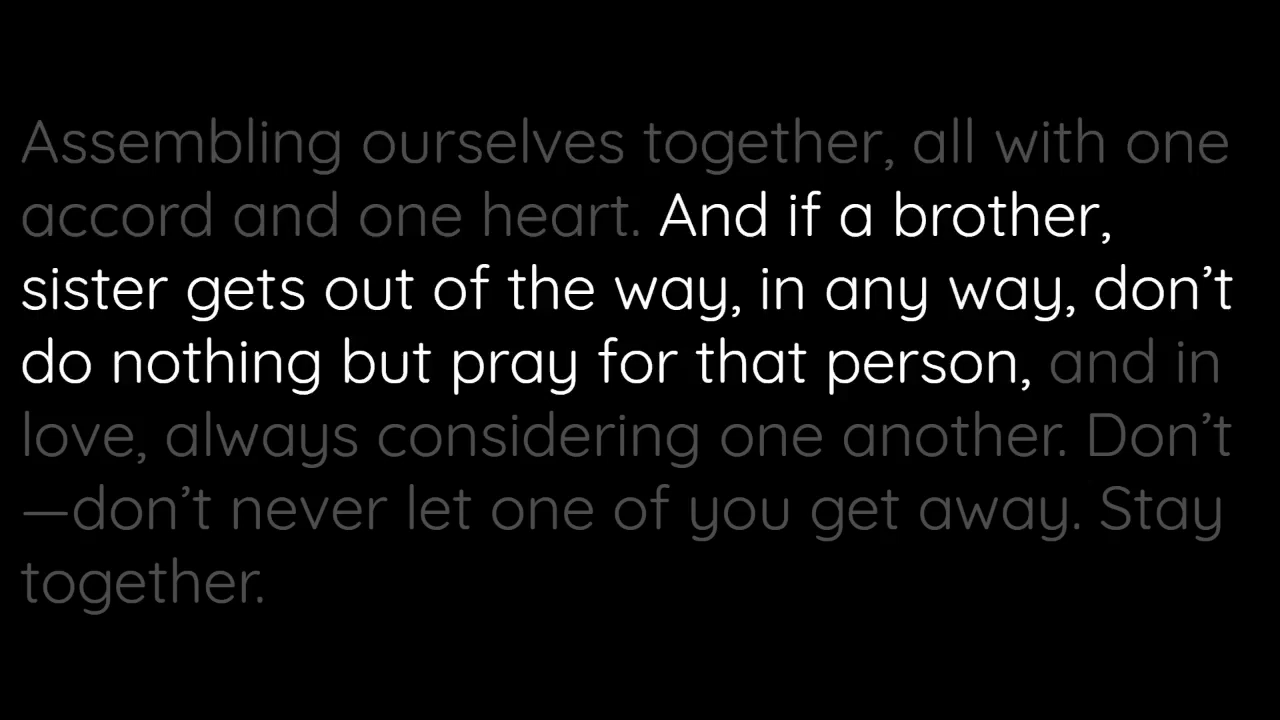 Assembling ourselves together, all with one
accord and one heart. And if a brother,
sister gets out of the way, in any way, don’t
do nothing but pray for that person, and in
love, always considering one another. Don’t
—don’t never let one of you get away. Stay
together.